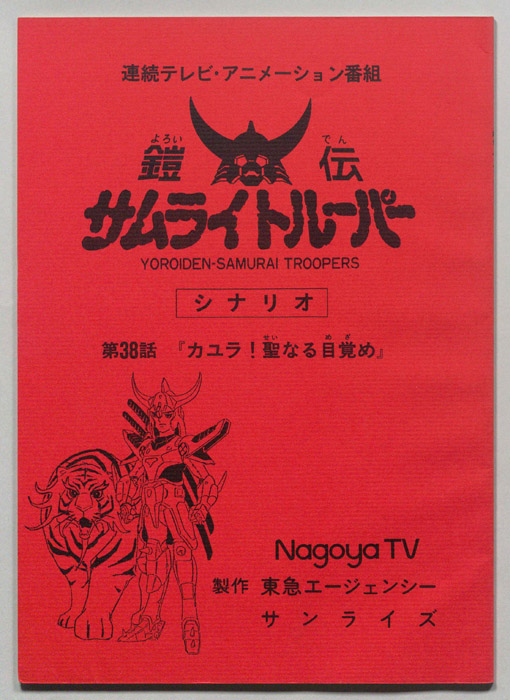 連続テレビ・アニメーション番組
よろい でん
鎧 伝
サムライトルーパー
YOROIDEN-SAMURAI TROOPERS
シナリオ
せい め ざ
第38話 『カユラ!聖なる目覚め』
Nagoya TV
製作 東急エージェンシー
サンライズ